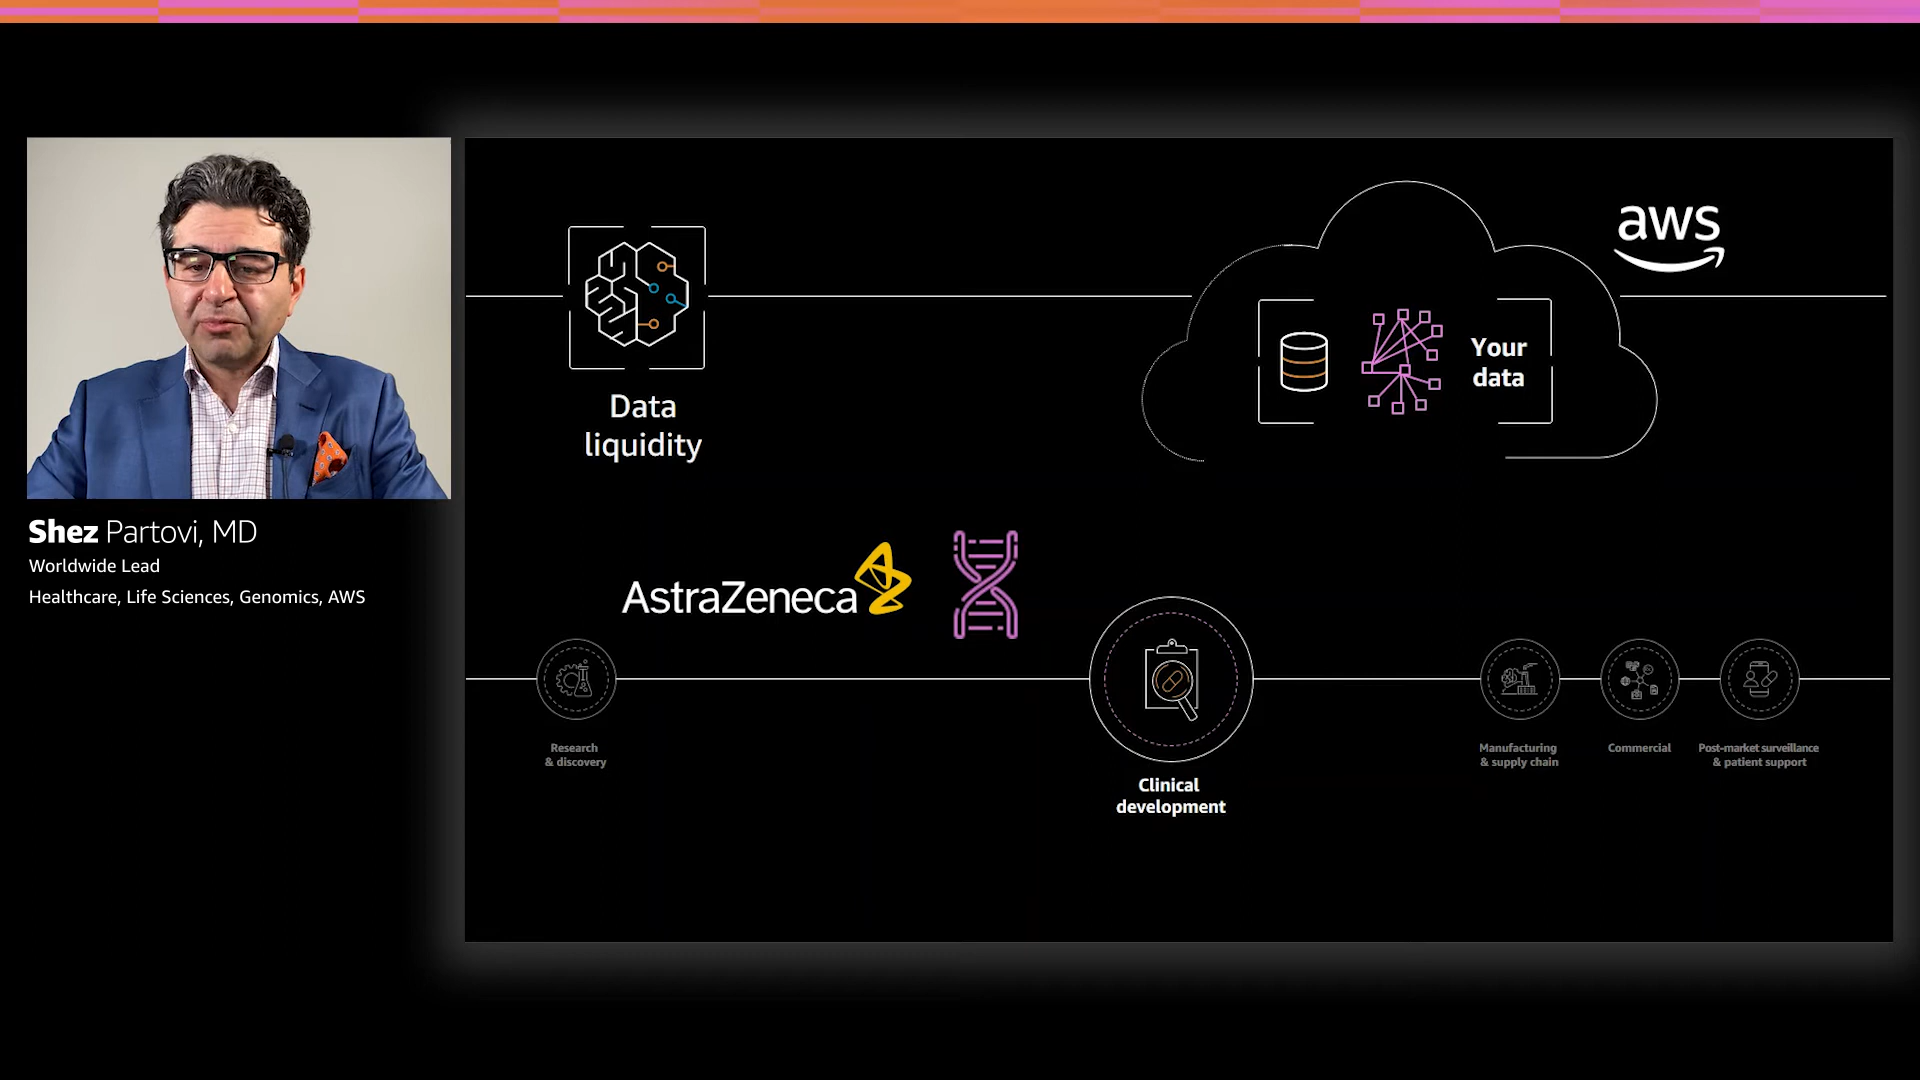 Shez Partovi, MD
Worldwide Lead
Healthcare, Life Sciences, Genomics, AWS
aws
Your
data
Data
liquidity
AstraZeneca
Research
& discovery
Clinical
development
Manufacturing
& supply chain
Commercial
Post-market surveillance
& patient support